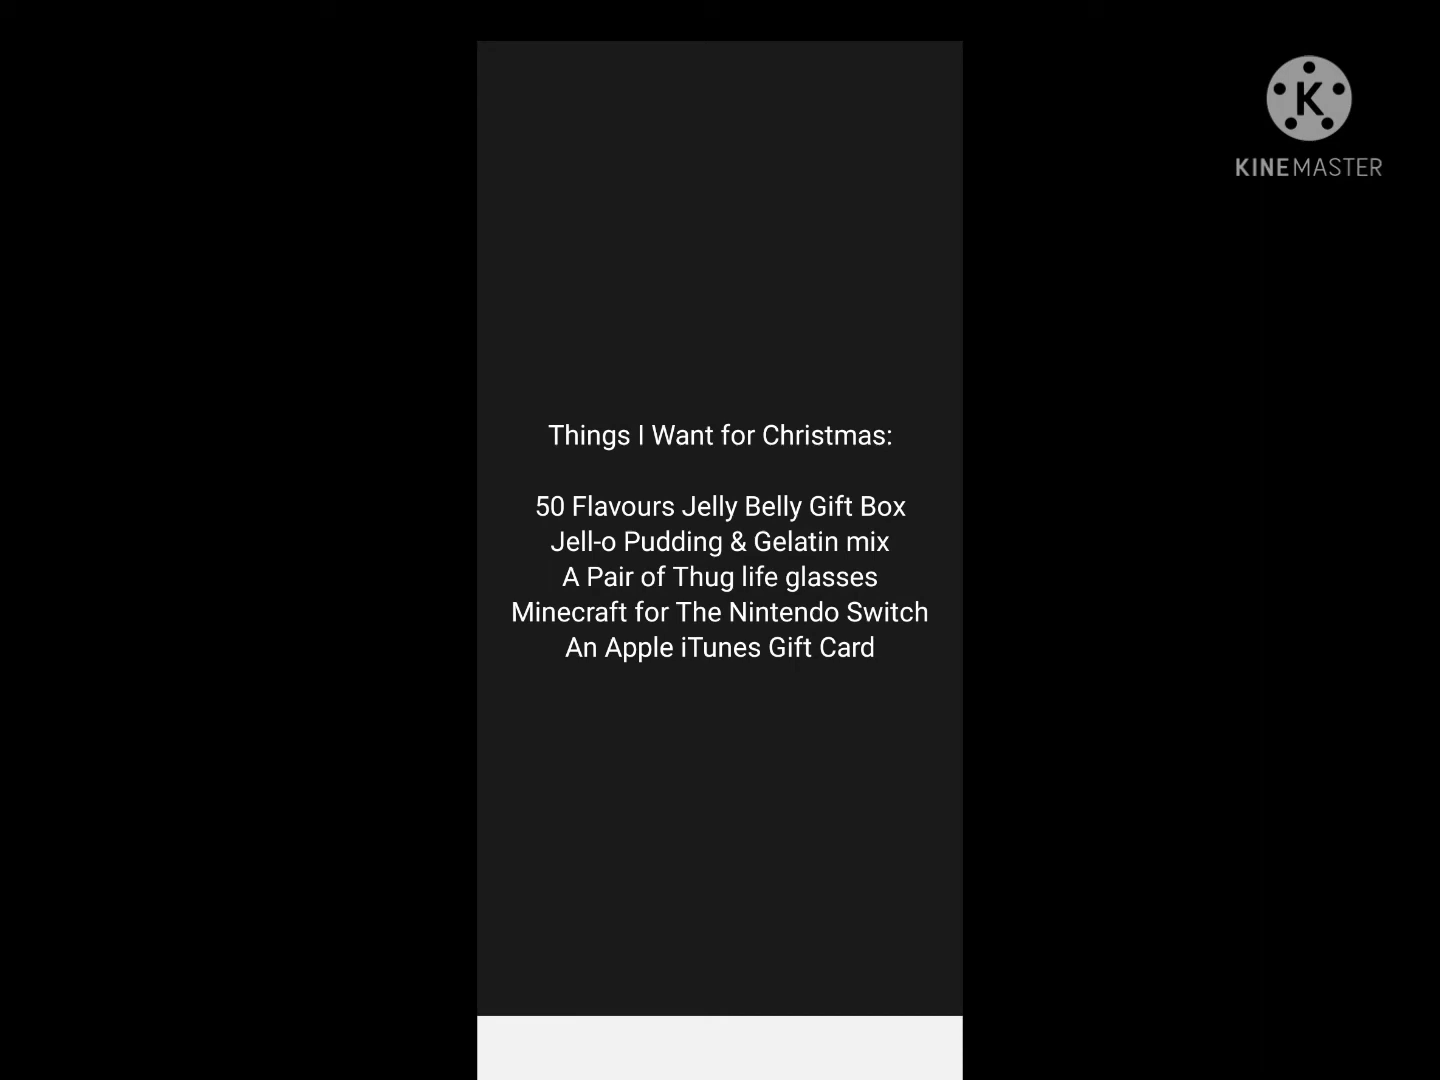 K
KINEMASTER
Things I Want for Christmas:
50 Flavours Jelly Belly Gift Box
Jell-o Pudding & Gelatin mix
A Pair of Thug life glasses
Minecraft for The Nintendo Switch
An Apple iTunes Gift Card